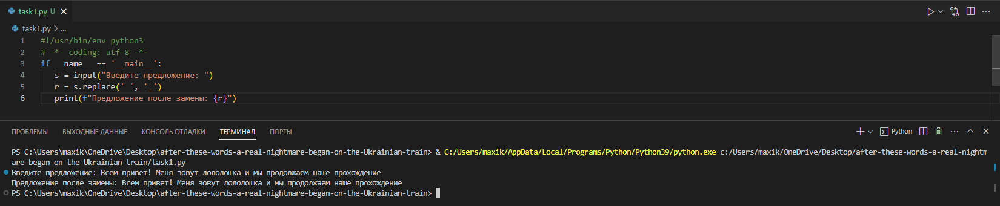 task1.py U
task1.py > ...
1 #!/usr/bin/env python3
2 # -*- coding: utf-8 -*-
3 if __name__ == '__main__':
4 s = input("Введите предложение: ")
5 r = s.replace(' ', '_')
6 print(f"Предложение после замены: {r}")
ПРОБЛЕМЫ ВЫХОДНЫЕ ДАННЫЕ КОНСОЛЬ ОТЛАДКИ ТЕРМИНАЛ ПОРТЫ Python
PS C:\Users\maxik\OneDrive\Desktop\after-these-words-a-real-nightmare-began-on-the-Ukrainian-train> & C:/Users/maxik/AppData/Local/Programs/Python/Python39/python.exe c:/Users/maxik/OneDrive/Desktop/after-these-words-a-real-nightm
are-began-on-the-Ukrainian-train/task1.py
Введите предложение: Всем привет! Меня зовут лололошка и мы продолжаем наше прохождение
Предложение после замены: Всем_привет!_Меня_зовут_лололошка_и_мы_продолжаем_наше_прохождение
PS C:\Users\maxik\OneDrive\Desktop\after-these-words-a-real-nightmare-began-on-the-Ukrainian-train>